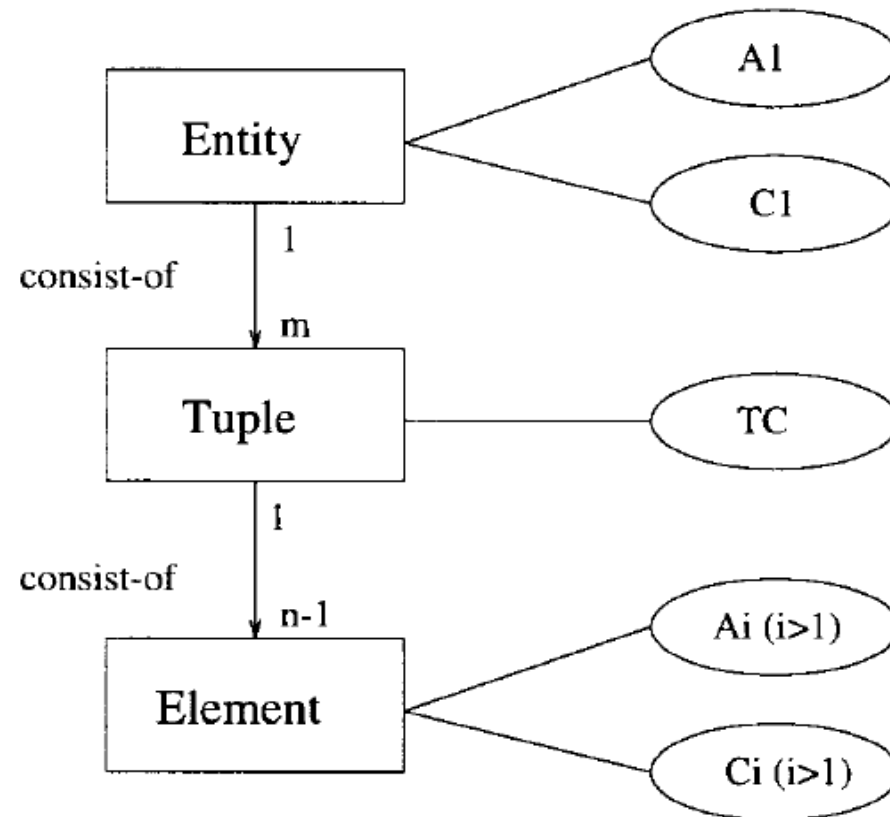 A1
Entity
C1
1
consist-of
m
Tuple
TC
1
consist-of
n-1
Ai (i>1)
Element
Ci (i>1)